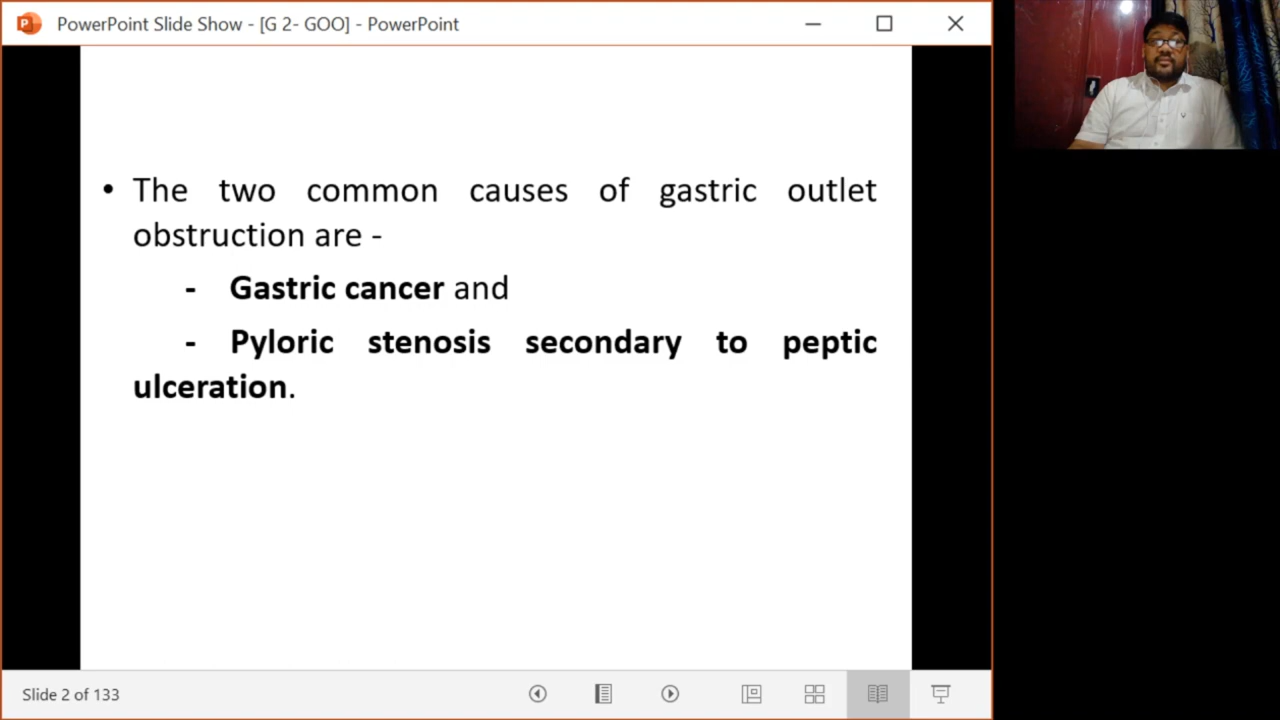 PowerPoint Slide Show - [G 2- GOO] - PowerPoint
• The two common causes of gastric outlet
obstruction are -
- Gastric cancer and
- Pyloric stenosis secondary to peptic
ulceration.
Slide 2 of 133